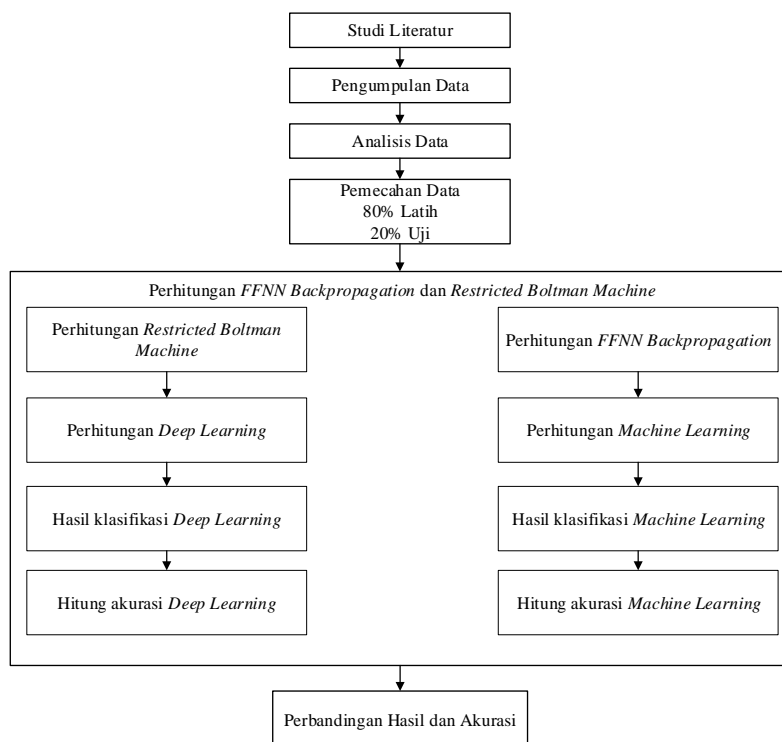 Studi Literatur
Pengumpulan Data
Analisis Data
Pemecahan Data
80% Latih
20% Uji
Perhitungan FFNN Backpropagation dan Restricted Boltman Machine
Perhitungan Restricted Boltman
Machine
Perhitungan Deep Learning
Hasil klasifikasi Deep Learning
Hitung akurasi Deep Learning
Perhitungan FFNN Backpropagation
Perhitungan Machine Learning
Hasil klasifikasi Machine Learning
Hitung akurasi Machine Learning
Perbandingan Hasil dan Akurasi